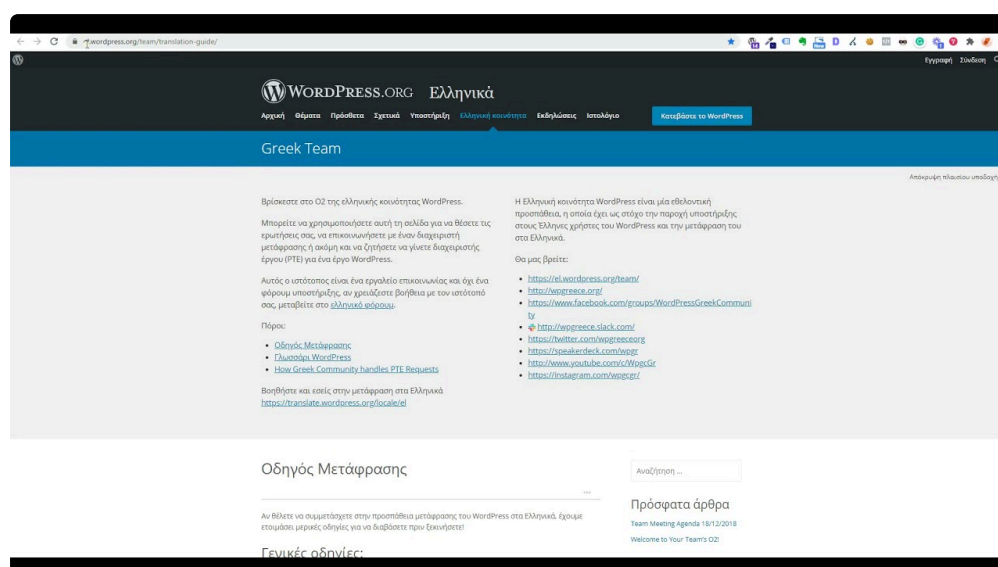 wordpress.org/team/translation-guide/
Εγγραφή Σύνδεση
WORDPRESS.ORG Ελληνικά
Αρχική Θέματα Πρόσθετα Σχετικά Υποστήριξη Ελληνική κοινότητα Εκδηλώσεις Ιστολόγιο Κατεβάστε το WordPress
Greek Team
Απόκρυψη πλαισίου υποδοχή
Βρίσκεστε στο Ο2 της ελληνικής κοινότητας WordPress.
Μπορείτε να χρησιμοποιήσετε αυτή τη σελίδα για να θέσετε τις
ερωτήσεις σας, να επικοινωνήσετε με έναν διαχειριστή
μετάφρασης ή ακόμη και να ζητήσετε να γίνετε διαχειριστής
έργου (PTE) για ένα έργο WordPress.
Αυτός ο ιστότοπος είναι ένα εργαλείο επικοινωνίας και όχι ένα
φόρουμ υποστήριξης, αν χρειάζεστε βοήθεια με τον ιστότοπό
σας, μεταβείτε στο ελληνικό φόρουμ.
Πόροι:
• Οδηγός Μετάφρασης
• Γλωσσάρι WordPress
• How Greek Community handles PTE Requests
Βοηθήστε και εσείς στην μετάφραση στα Ελληνικά
https://translate.wordpress.org/locale/el
Η Ελληνική κοινότητα WordPress είναι μία εθελοντική
προσπάθεια, η οποία έχει ως στόχο την παροχή υποστήριξης
στους Έλληνες χρήστες του WordPress και την μετάφραση του
στα Ελληνικά.
Θα μας βρείτε:
• https://el.wordpress.org/team/
• http://wpgreece.org/
• https://www.facebook.com/groups/WordPressGreekCommuni
ty
• http://wpgreece.slack.com/
• https://twitter.com/wpgreeceorg
• https://speakerdeck.com/wpgr
• http://www.youtube.com/c/WpgcGr
• https://instagram.com/wpgcgr/
Οδηγός Μετάφρασης
...
Αν θέλετε να συμμετάσχετε στην προσπάθεια μετάφρασης του WordPress στα Ελληνικά, έχουμε
ετοιμάσει μερικές οδηγίες για να διαβάσετε πριν ξεκινήσετε!
Γενικές οδηγίες:
Αναζήτηση ...
Πρόσφατα άρθρα
Team Meeting Agenda 18/12/2018
Welcome to Your Team's O2!